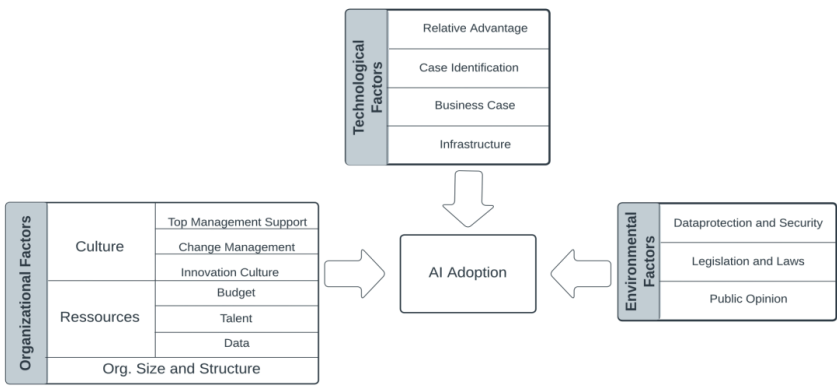 Technological
Factors
Relative Advantage
Case Identification
Business Case
Infrastructure
Organizational Factors
Culture
Top Management Support
Change Management
Innovation Culture
Ressources
Budget
Talent
Data
Org. Size and Structure
AI Adoption
Environmental
Factors
Dataprotection and Security
Legislation and Laws
Public Opinion